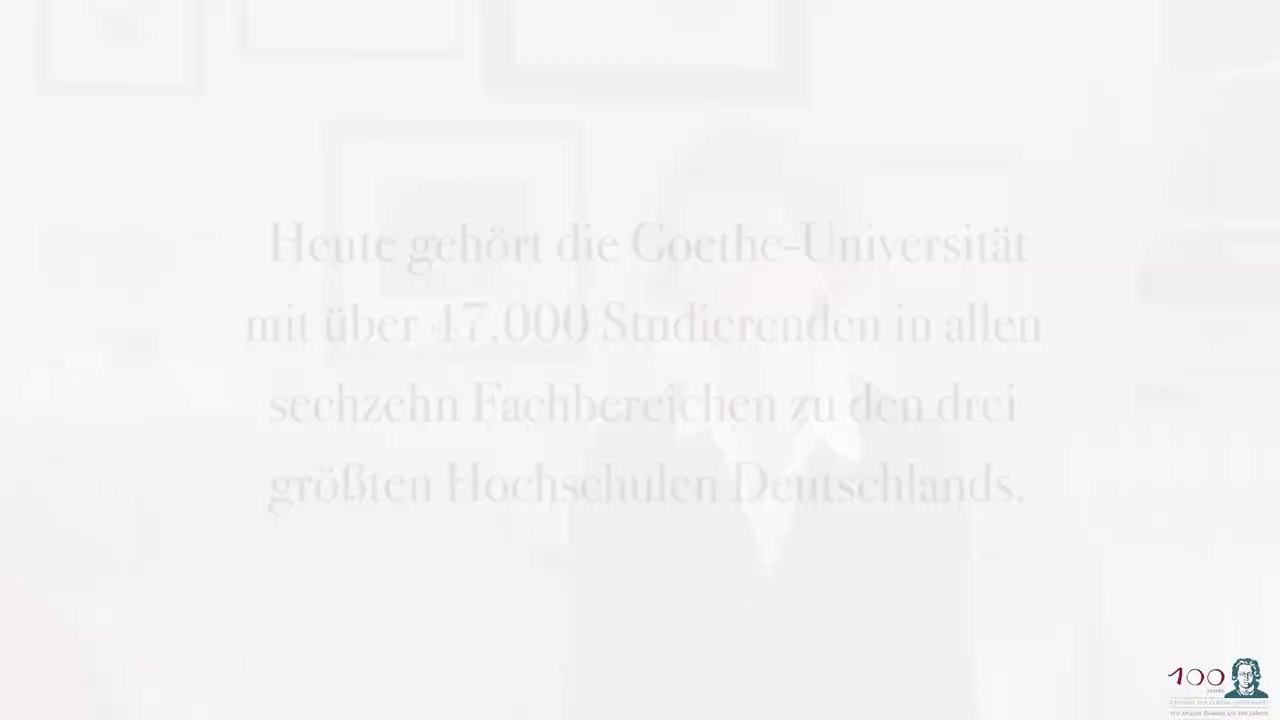 Heute gehört die Goethe-Universität
mit über 47.000 Studierenden in allen
sechzehn Fachbereichen zu den drei
größten Hochschulen Deutschlands.
100
JAHRE